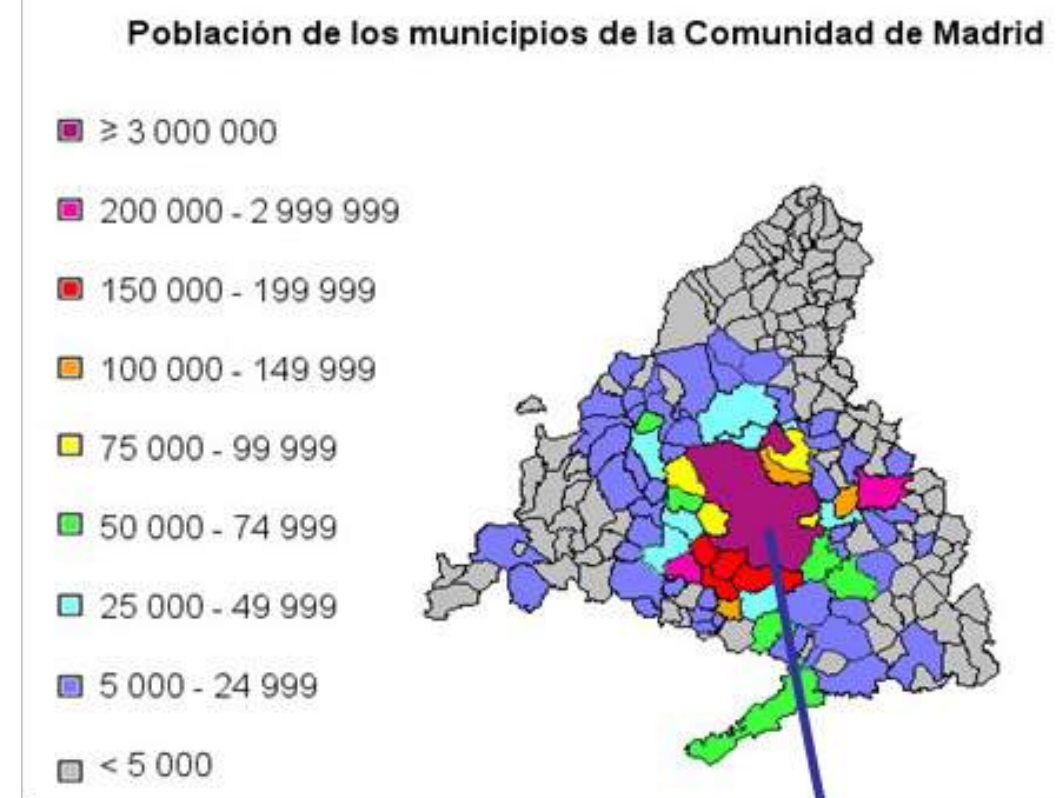 Población de los municipios de la Comunidad de Madrid
≥ 3 000 000
200 000 - 2 999 999
150 000 - 199 999
100 000 - 149 999
75 000 - 99 999
50 000 - 74 999
25 000 - 49 999
5 000 - 24 999
< 5 000